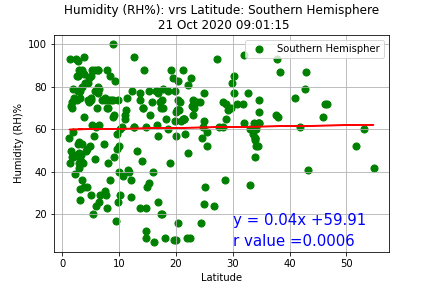 Humidity (RH%): vrs Latitude: Southern Hemisphere
21 Oct 2020 09:01:15
Southern Hemispher
Humidity (RH)%
100
80
60
40
20
y = 0.04x +59.91
r value =0.0006
0 10 20 30 40 50
Latitude